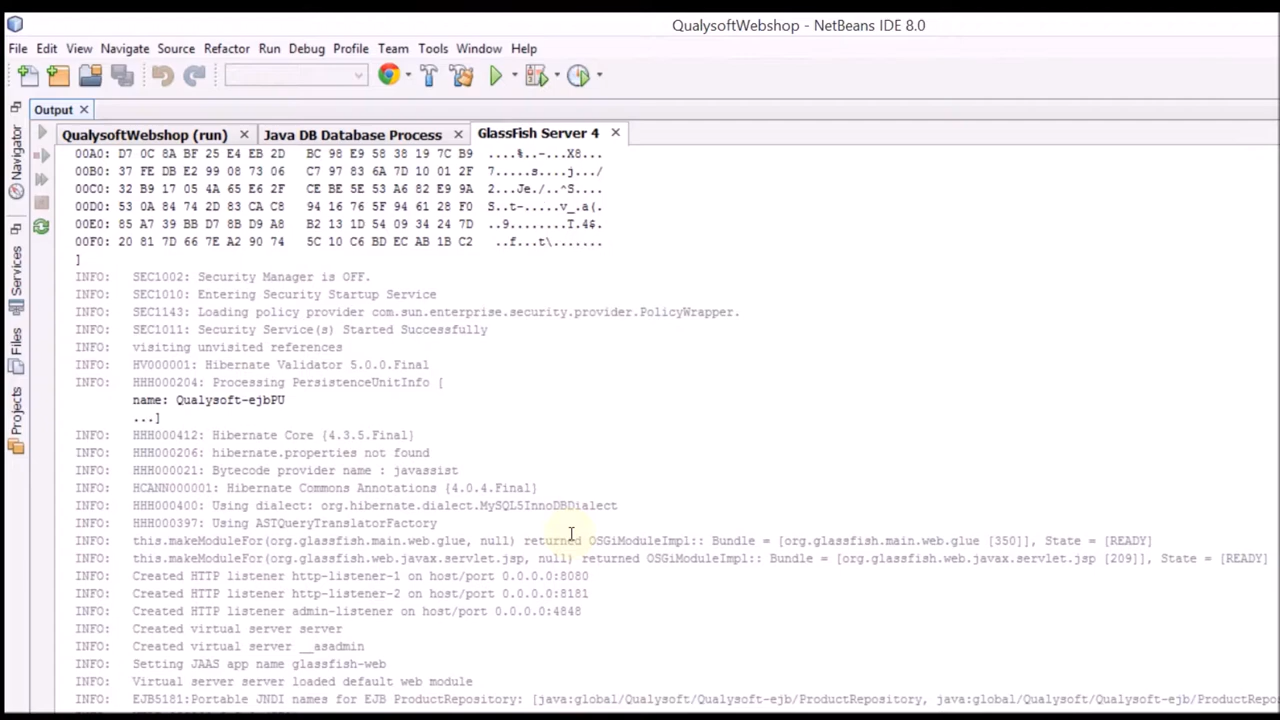 QualysoftWebshop - NetBeans IDE 8.0
File Edit View Navigate Source Refactor Run Debug Profile Team Tools Window Help
Output
QualysoftWebshop (run) Java DB Database Process GlassFish Server 4
Navigator
Services
Files
Projects
00A0: D7 0C 8A BF 25 E4 EB 2D BC 98 E9 58 38 19 7C B9 ....%..-...X8...
00B0: 37 FE DB E2 99 08 73 06 C7 97 83 6A 7D 10 01 2F 7.....s....j.../
00C0: 32 B9 17 05 4A 65 E6 2F CE BE 5E 53 A6 82 E9 9A 2...Je./..^S....
00D0: 53 0A 84 74 2D 83 CA C8 94 16 76 5F 94 61 28 F0 S..t-.....v_.a(.
00E0: 85 A7 39 BB D7 8B D9 A8 B2 13 1D 54 09 34 24 7D ..9........T.4$.
00F0: 20 81 7D 66 7E A2 90 74 5C 10 C6 BD EC AB 1B C2 ...f...t\.......
]
INFO: SEC1002: Security Manager is OFF.
INFO: SEC1010: Entering Security Startup Service
INFO: SEC1143: Loading policy provider com.sun.enterprise.security.provider.PolicyWrapper.
INFO: SEC1011: Security Service(s) Started Successfully
INFO: visiting unvisited references
INFO: HV000001: Hibernate Validator 5.0.0.Final
INFO: HHH000204: Processing PersistenceUnitInfo [
name: Qualysoft-ejbPU
...]
INFO: HHH000412: Hibernate Core {4.3.5.Final}
INFO: HHH000206: hibernate.properties not found
INFO: HHH000021: Bytecode provider name : javassist
INFO: HCANN000001: Hibernate Commons Annotations {4.0.4.Final}
INFO: HHH000400: Using dialect: org.hibernate.dialect.MySQL5InnoDBDialect
INFO: HHH000397: Using ASTQueryTranslatorFactory
INFO: this.makeModuleFor(org.glassfish.main.web.glue, null) returned OSGiModuleImpl:: Bundle = [org.glassfish.main.web.glue [350]], State = [READY]
INFO: this.makeModuleFor(org.glassfish.web.javax.servlet.jsp, null) returned OSGiModuleImpl:: Bundle = [org.glassfish.web.javax.servlet.jsp [209]], State = [READY]
INFO: Created HTTP listener http-listener-1 on host/port 0.0.0.0:8080
INFO: Created HTTP listener http-listener-2 on host/port 0.0.0.0:8181
INFO: Created HTTP listener admin-listener on host/port 0.0.0.0:4848
INFO: Created virtual server server
INFO: Created virtual server __asadmin
INFO: Setting JAAS app name glassfish-web
INFO: Virtual server server loaded default web module
INFO: EJB5181:Portable JNDI names for EJB ProductRepository: [java:global/Qualysoft/Qualysoft-ejb/ProductRepository, java:global/Qualysoft/Qualysoft-ejb/ProductRepo